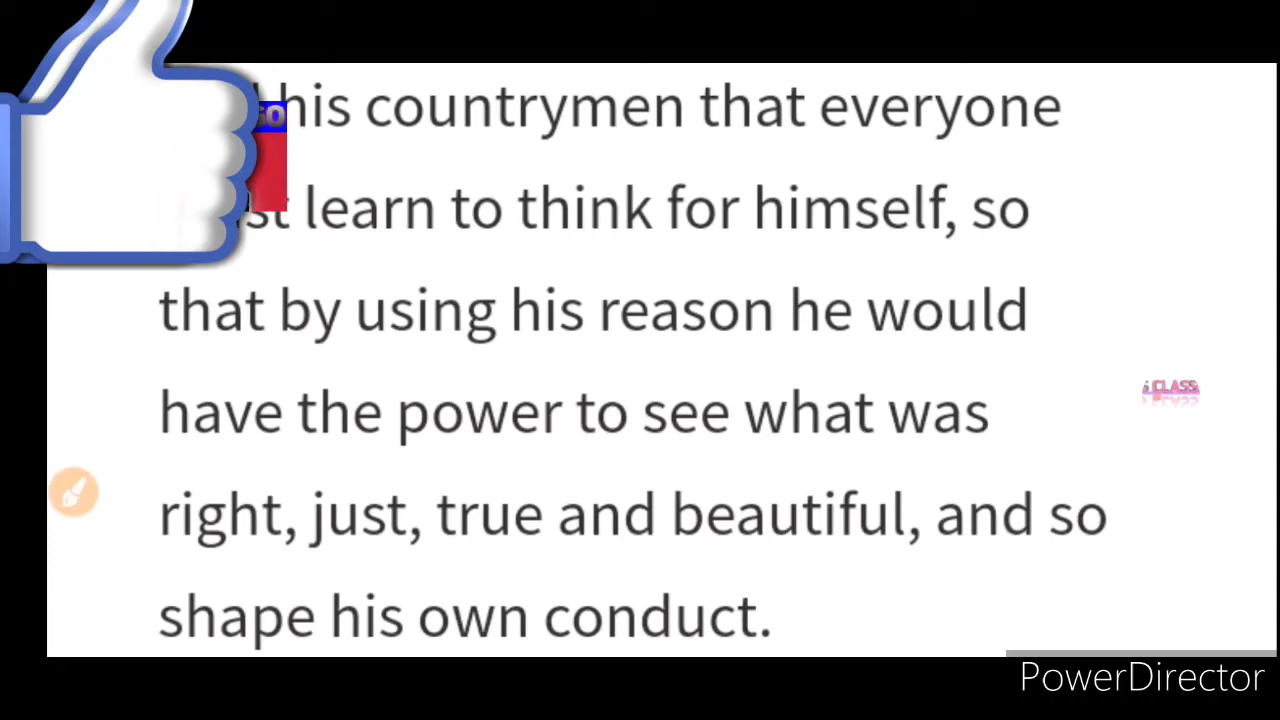 his countrymen that everyone
learn to think for himself, so
that by using his reason he would
have the power to see what was
CLASS
right, just, true and beautiful, and so
shape his own conduct.
PowerDirector